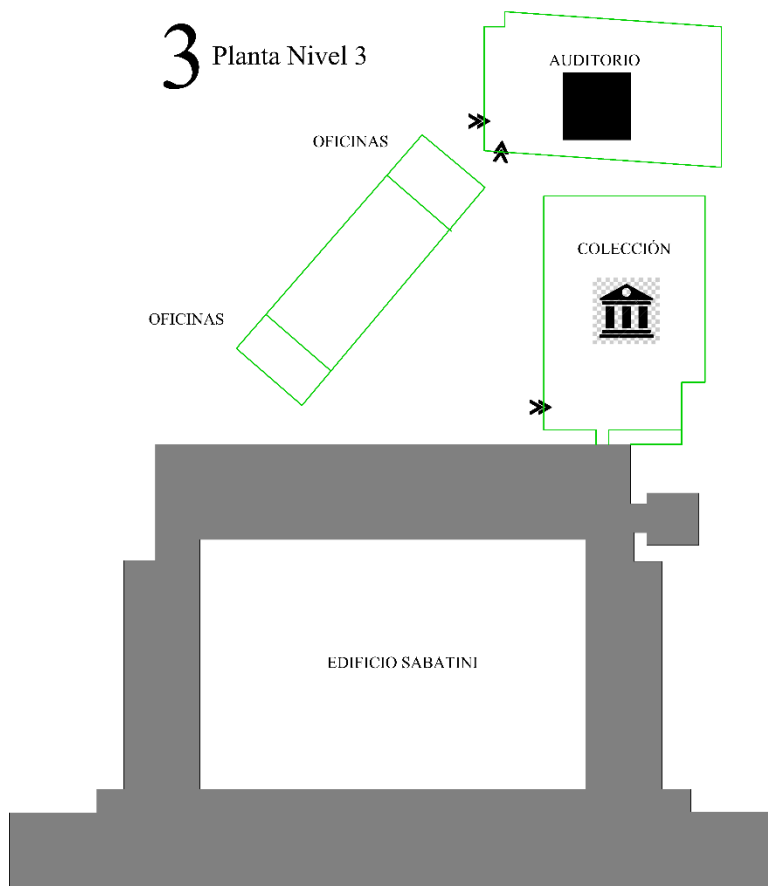 3 Planta Nivel 3
AUDITORIO
OFICINAS
COLECCIÓN
OFICINAS
EDIFICIO SABATINI